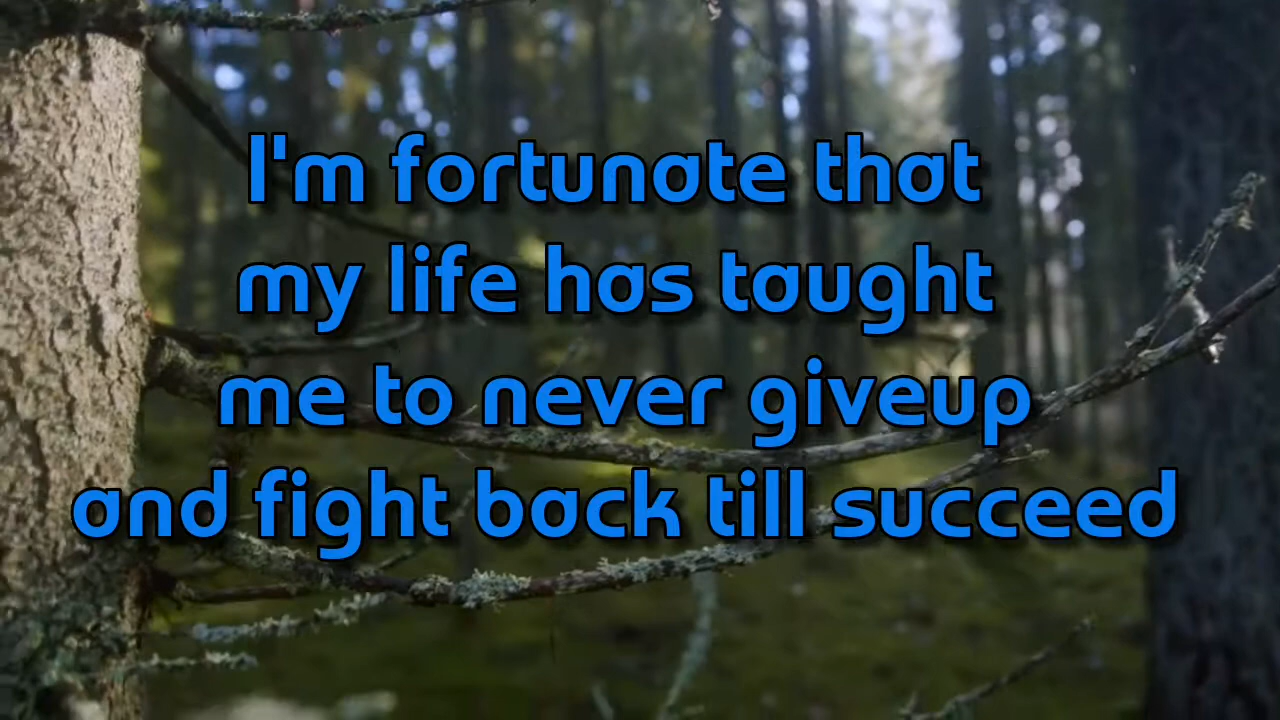 I'm fortunate that
my life has taught
me to never giveup
and fight back till succeed